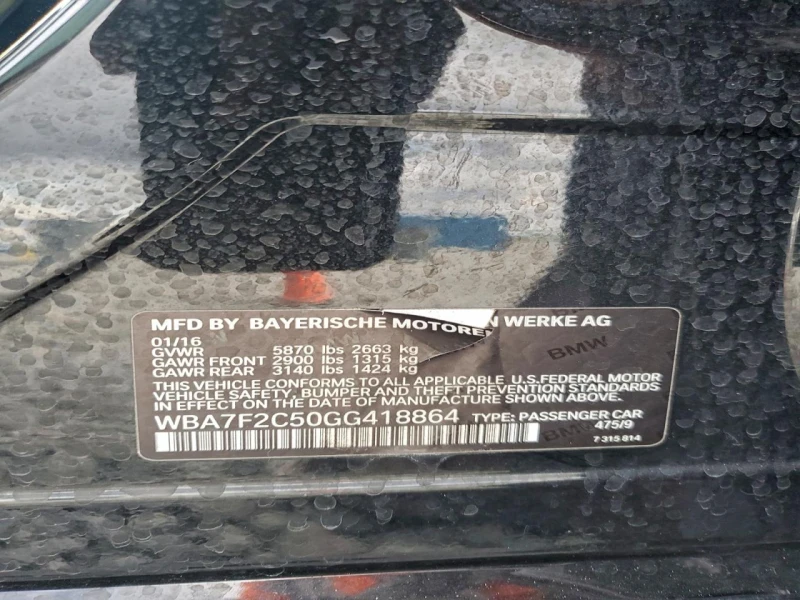 MFD BY BAYERISCHE MOTOREN WERKE AG
01/16
GVWR 5870 lbs 2663 kg
GAWR FRONT 2900 lbs 1315 kg
GAWR REAR 3140 lbs 1424 kg
THIS VEHICLE CONFORMS TO ALL APPLICABLE U.S.FEDERAL MOTOR
VEHICLE SAFETY, BUMPER AND THEFT PREVENTION STANDARDS
IN EFFECT ON THE DATE OF MANUFACTURE SHOWN ABOVE.
WBA7F2C50GG418864 TYPE: PASSENGER CAR
475/9
7 315 814
BMW
BMW